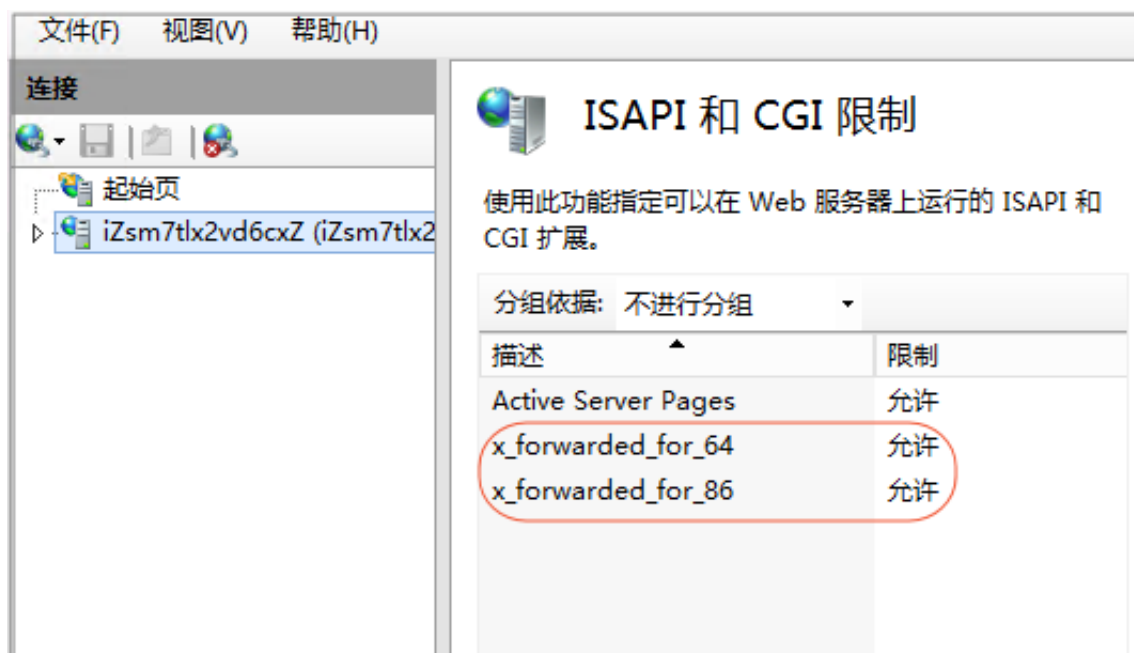 文件(F) 视图(V) 帮助(H)
连接
起始页
iZsm7tlx2vd6cxZ (iZsm7tlx2
ISAPI 和 CGI 限制
使用此功能指定可以在 Web 服务器上运行的 ISAPI 和
CGI 扩展。
分组依据: 不进行分组
描述 限制
Active Server Pages 允许
x_forwarded_for_64 允许
x_forwarded_for_86 允许